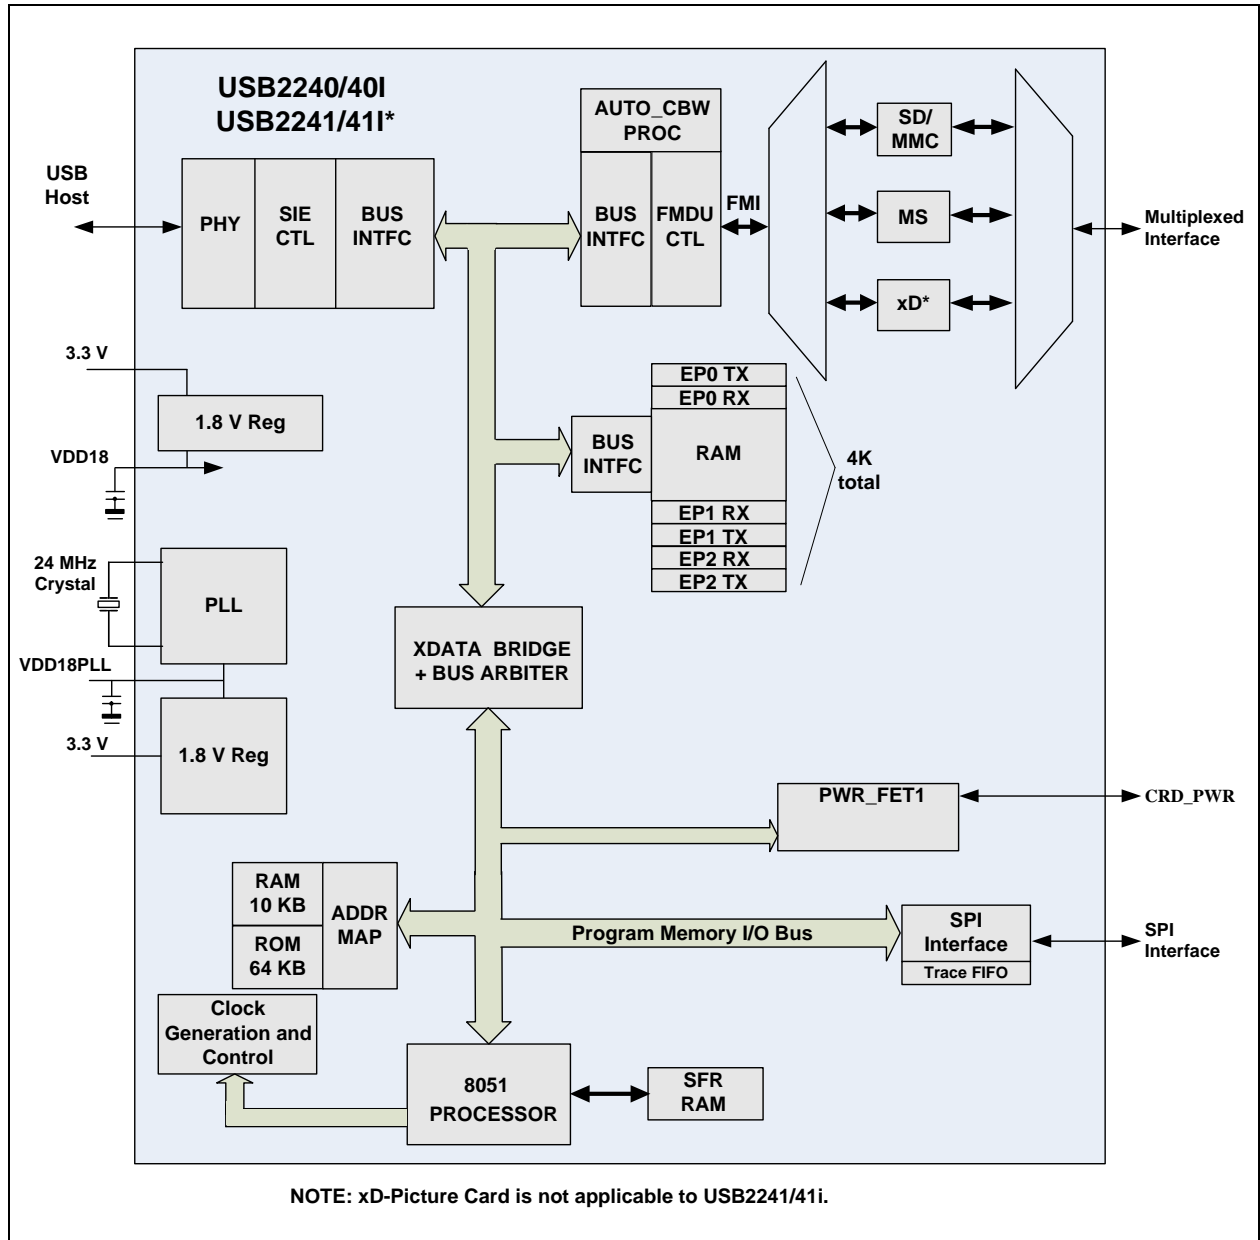 USB2240/40I
USB2241/41I*
USB
Host
PHY
SIE
CTL
BUS
INTFC
AUTO_CBW
PROC
BUS
INTFC
FMDU
CTL
FMI
SD/
MMC
MS
xD*
Multiplexed
Interface
3.3 V
1.8 V Reg
VDD18
EP0 TX
EP0 RX
BUS
INTFC
RAM
EP1 RX
EP1 TX
EP2 RX
EP2 TX
4K
total
24 MHz
Crystal
PLL
VDD18PLL
3.3 V
1.8 V Reg
XDATA BRIDGE
+ BUS ARBITER
PWR_FET1
CRD_PWR
RAM
10 KB
ROM
64 KB
ADDR
MAP
Program Memory I/O Bus
SPI
Interface
Trace FIFO
SPI
Interface
Clock
Generation and
Control
8051
PROCESSOR
SFR
RAM
NOTE: xD-Picture Card is not applicable to USB2241/41i.